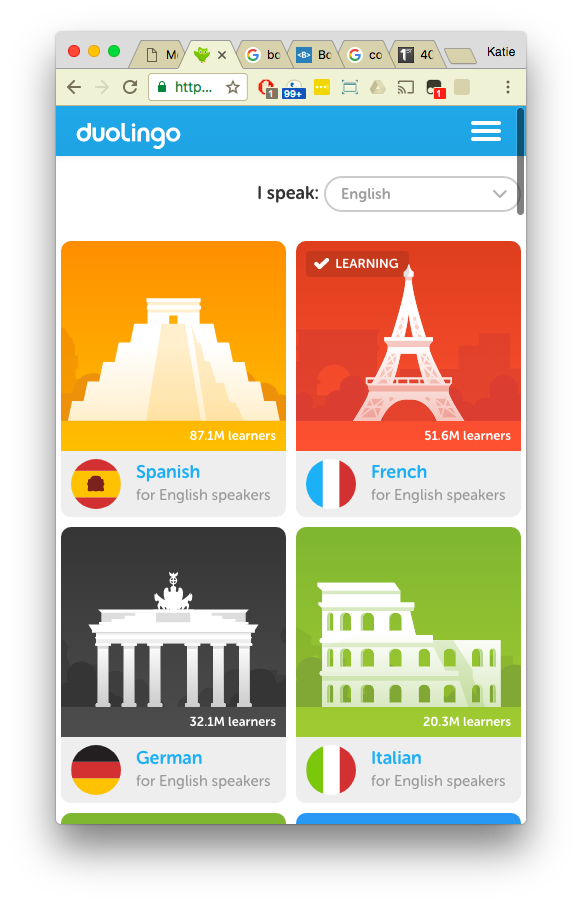 M
bo
Bo
co
40
Katie
http...
1
99+
1
duolingo
I speak: English
LEARNING
87.1M learners
51.6M learners
Spanish
for English speakers
French
for English speakers
32.1M learners
20.3M learners
German
for English speakers
Italian
for English speakers